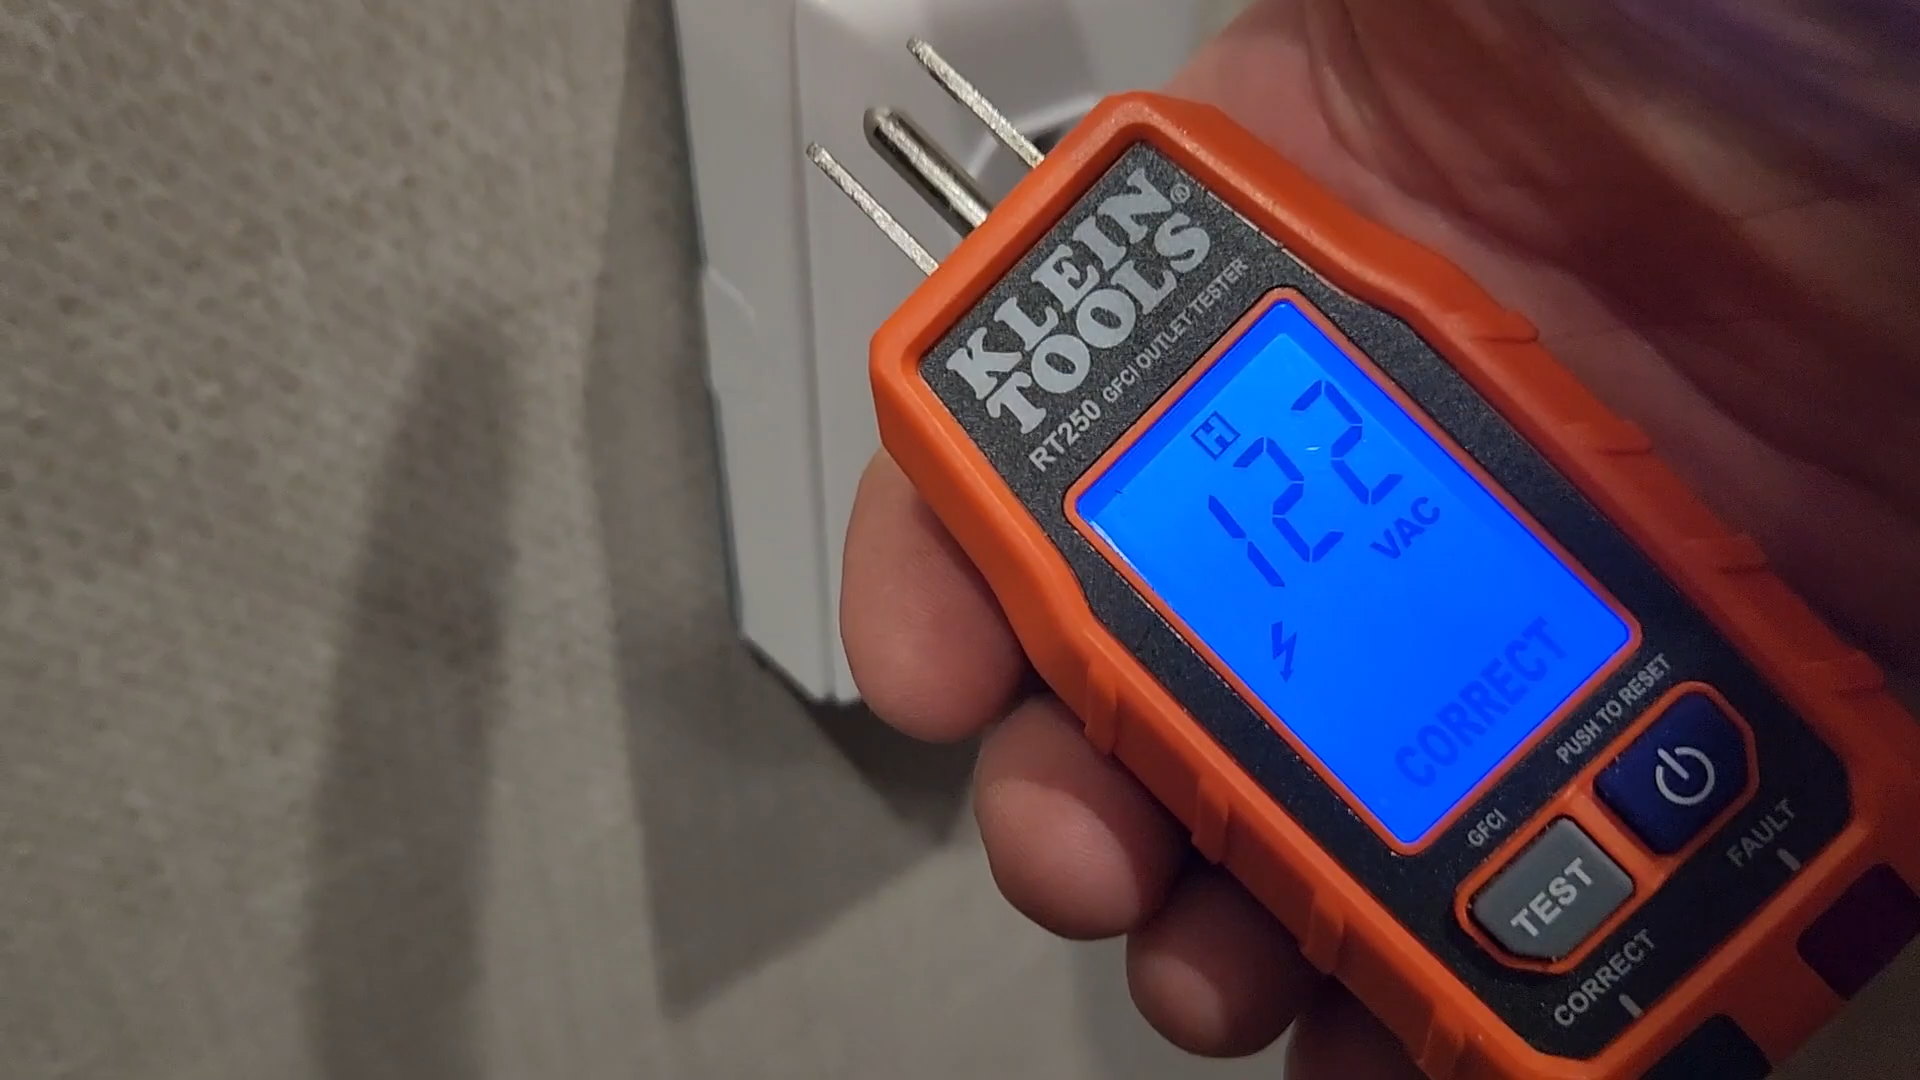 KLEIN
TOOLS®
RT250 GFCI OUTLET TESTER
H
122
VAC
CORRECT
GFCI
PUSH TO RESET
TEST
FAULT
CORRECT